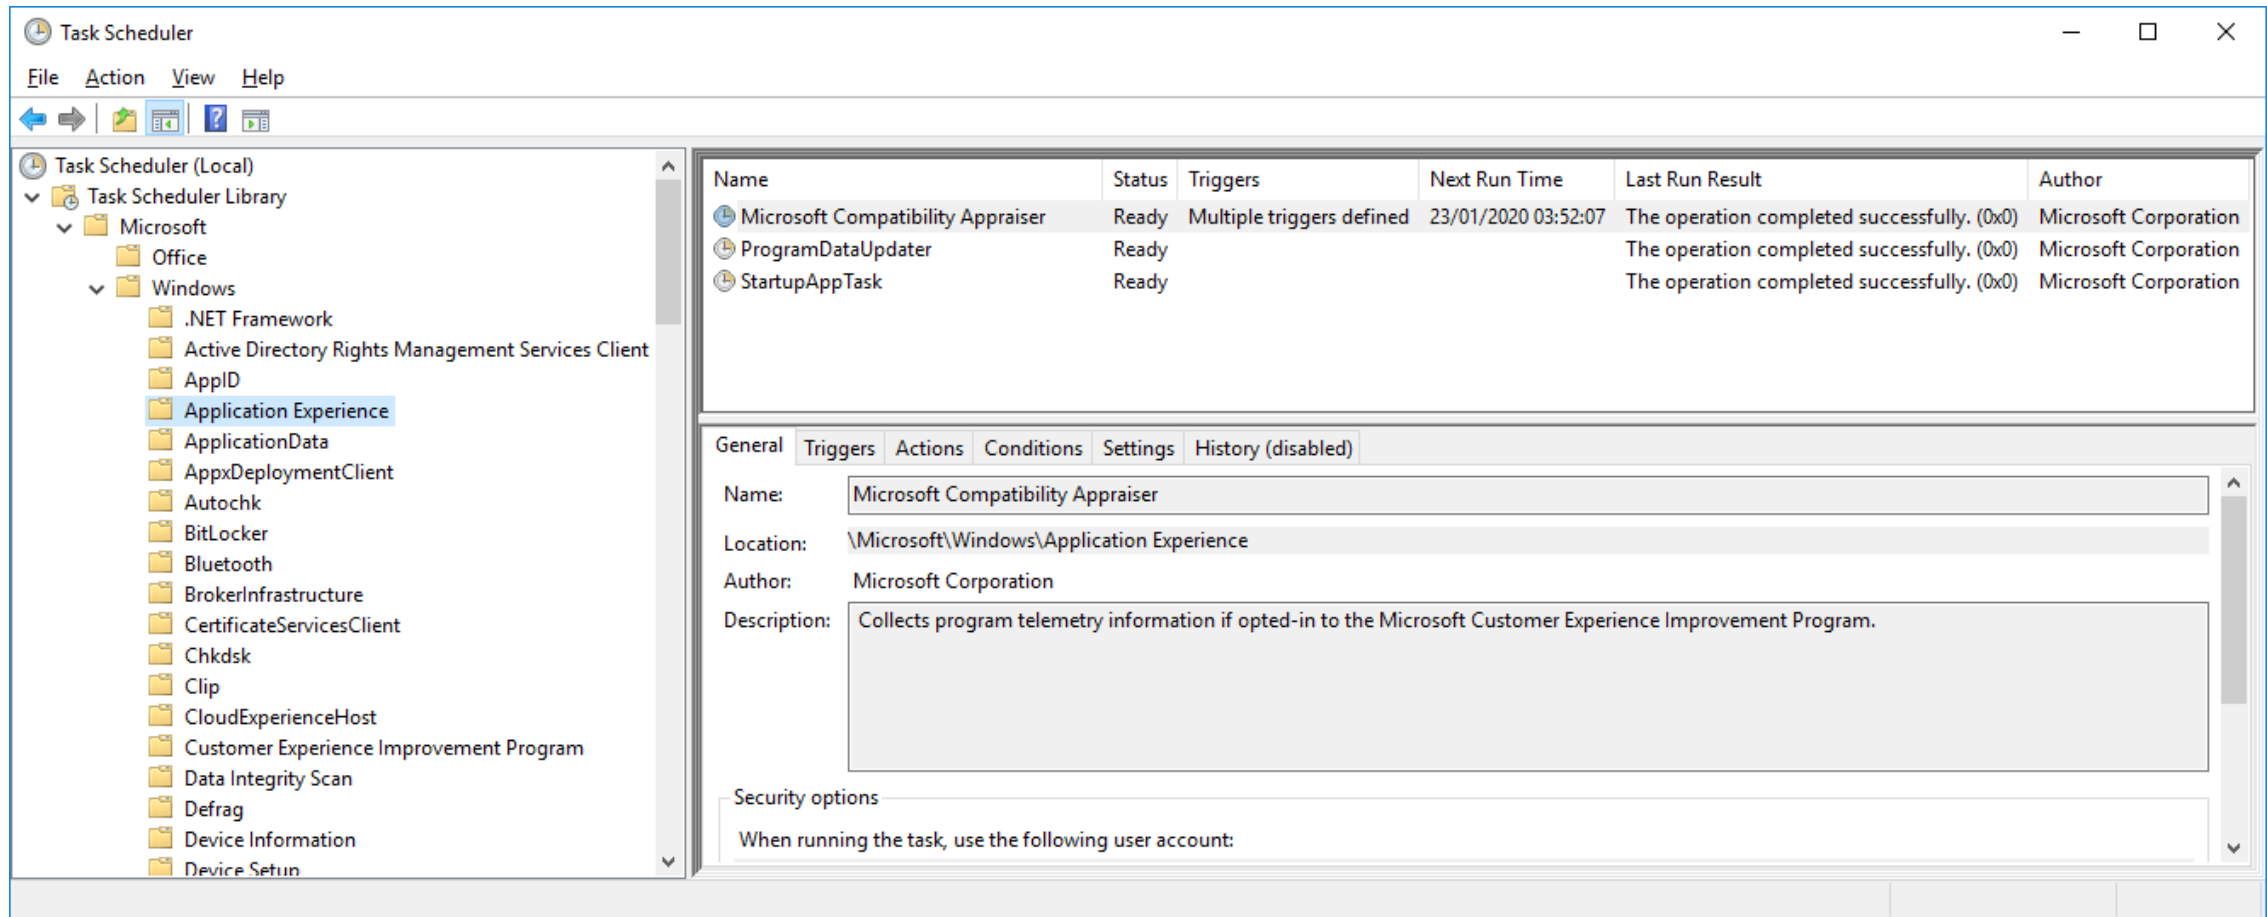 Task Scheduler
File Action View Help
Task Scheduler (Local)
Task Scheduler Library
Microsoft
Office
Windows
.NET Framework
Active Directory Rights Management Services Client
AppID
Application Experience
ApplicationData
AppxDeploymentClient
Autochk
BitLocker
Bluetooth
BrokerInfrastructure
CertificateServicesClient
Chkdsk
Clip
CloudExperienceHost
Customer Experience Improvement Program
Data Integrity Scan
Defrag
Device Information
Device Setup
Name Status Triggers Next Run Time Last Run Result Author
Microsoft Compatibility Appraiser Ready Multiple triggers defined 23/01/2020 03:52:07 The operation completed successfully. (0x0) Microsoft Corporation
ProgramDataUpdater Ready The operation completed successfully. (0x0) Microsoft Corporation
StartupAppTask Ready The operation completed successfully. (0x0) Microsoft Corporation
General Triggers Actions Conditions Settings History (disabled)
Name: Microsoft Compatibility Appraiser
Location: \Microsoft\Windows\Application Experience
Author: Microsoft Corporation
Description: Collects program telemetry information if opted-in to the Microsoft Customer Experience Improvement Program.
Security options
When running the task, use the following user account: